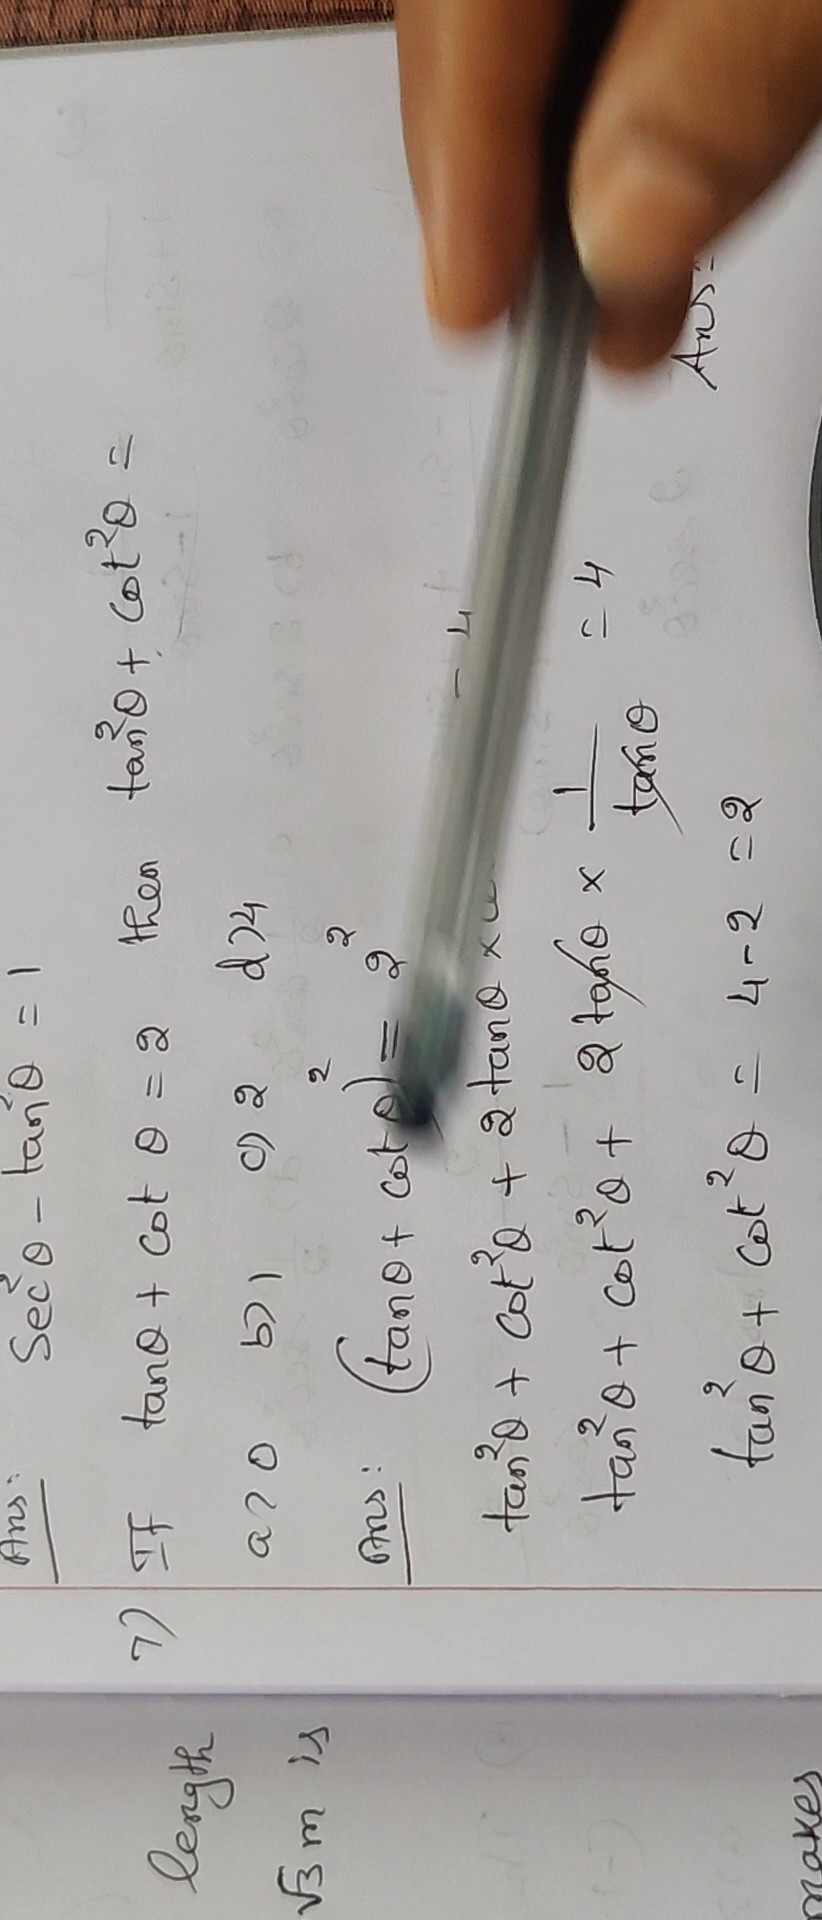 Ans: Sec²θ - tan²θ = 1
7) If tanθ + cot θ = 2 then tan²θ + cot²θ =
a) 0 b) 1 c) 2 d) 4
Ans: (tanθ + cot θ)² = 2²
tan²θ + cot²θ + 2 tanθ × = 4
tan²θ + cot²θ + 2 tanθ × 1/tanθ = 4
tan²θ + cot²θ = 4-2 = 2
Ans:
length
√3 m is
makes